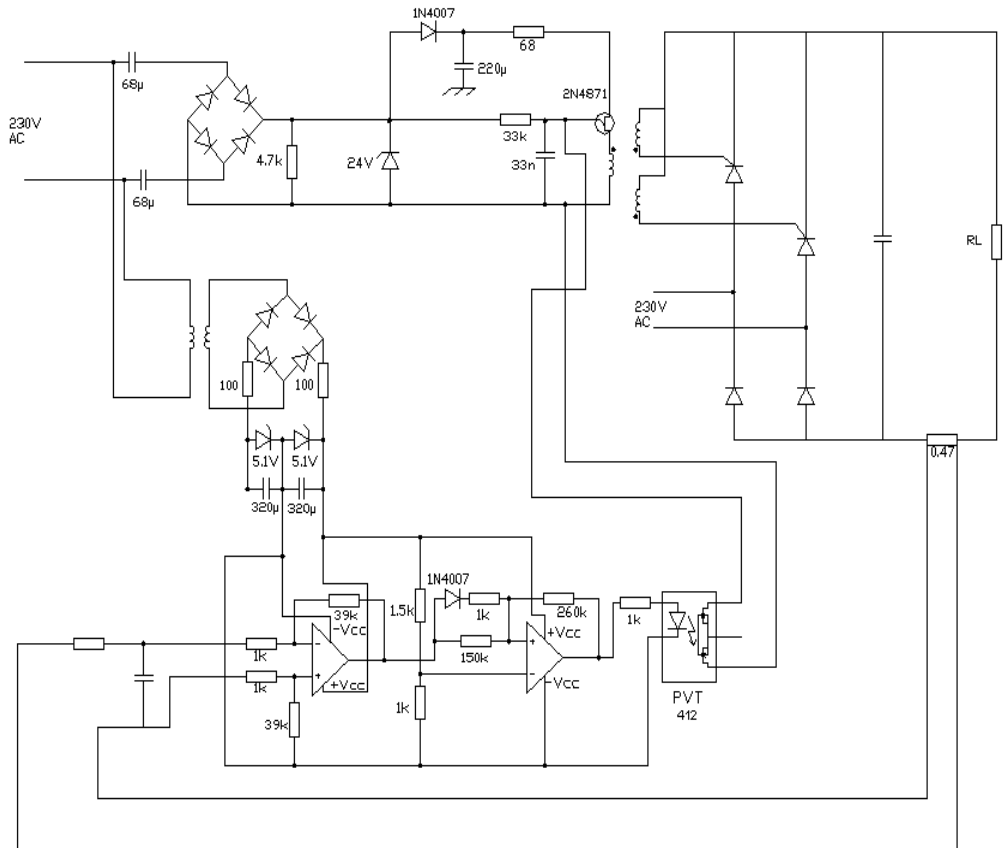 1N4007
68
220µ
2N4871
68µ
230V
AC
33k
4.7k
24V
33n
68µ
RL
230V
AC
100
100
0.47
5.1V
5.1V
320µ
320µ
1N4007
1.5k
1k
260k
39k
-Vcc
+Vcc
1k
1k
150k
-
+
+
-
1k
+Vcc
-Vcc
1k
39k
PVT
412